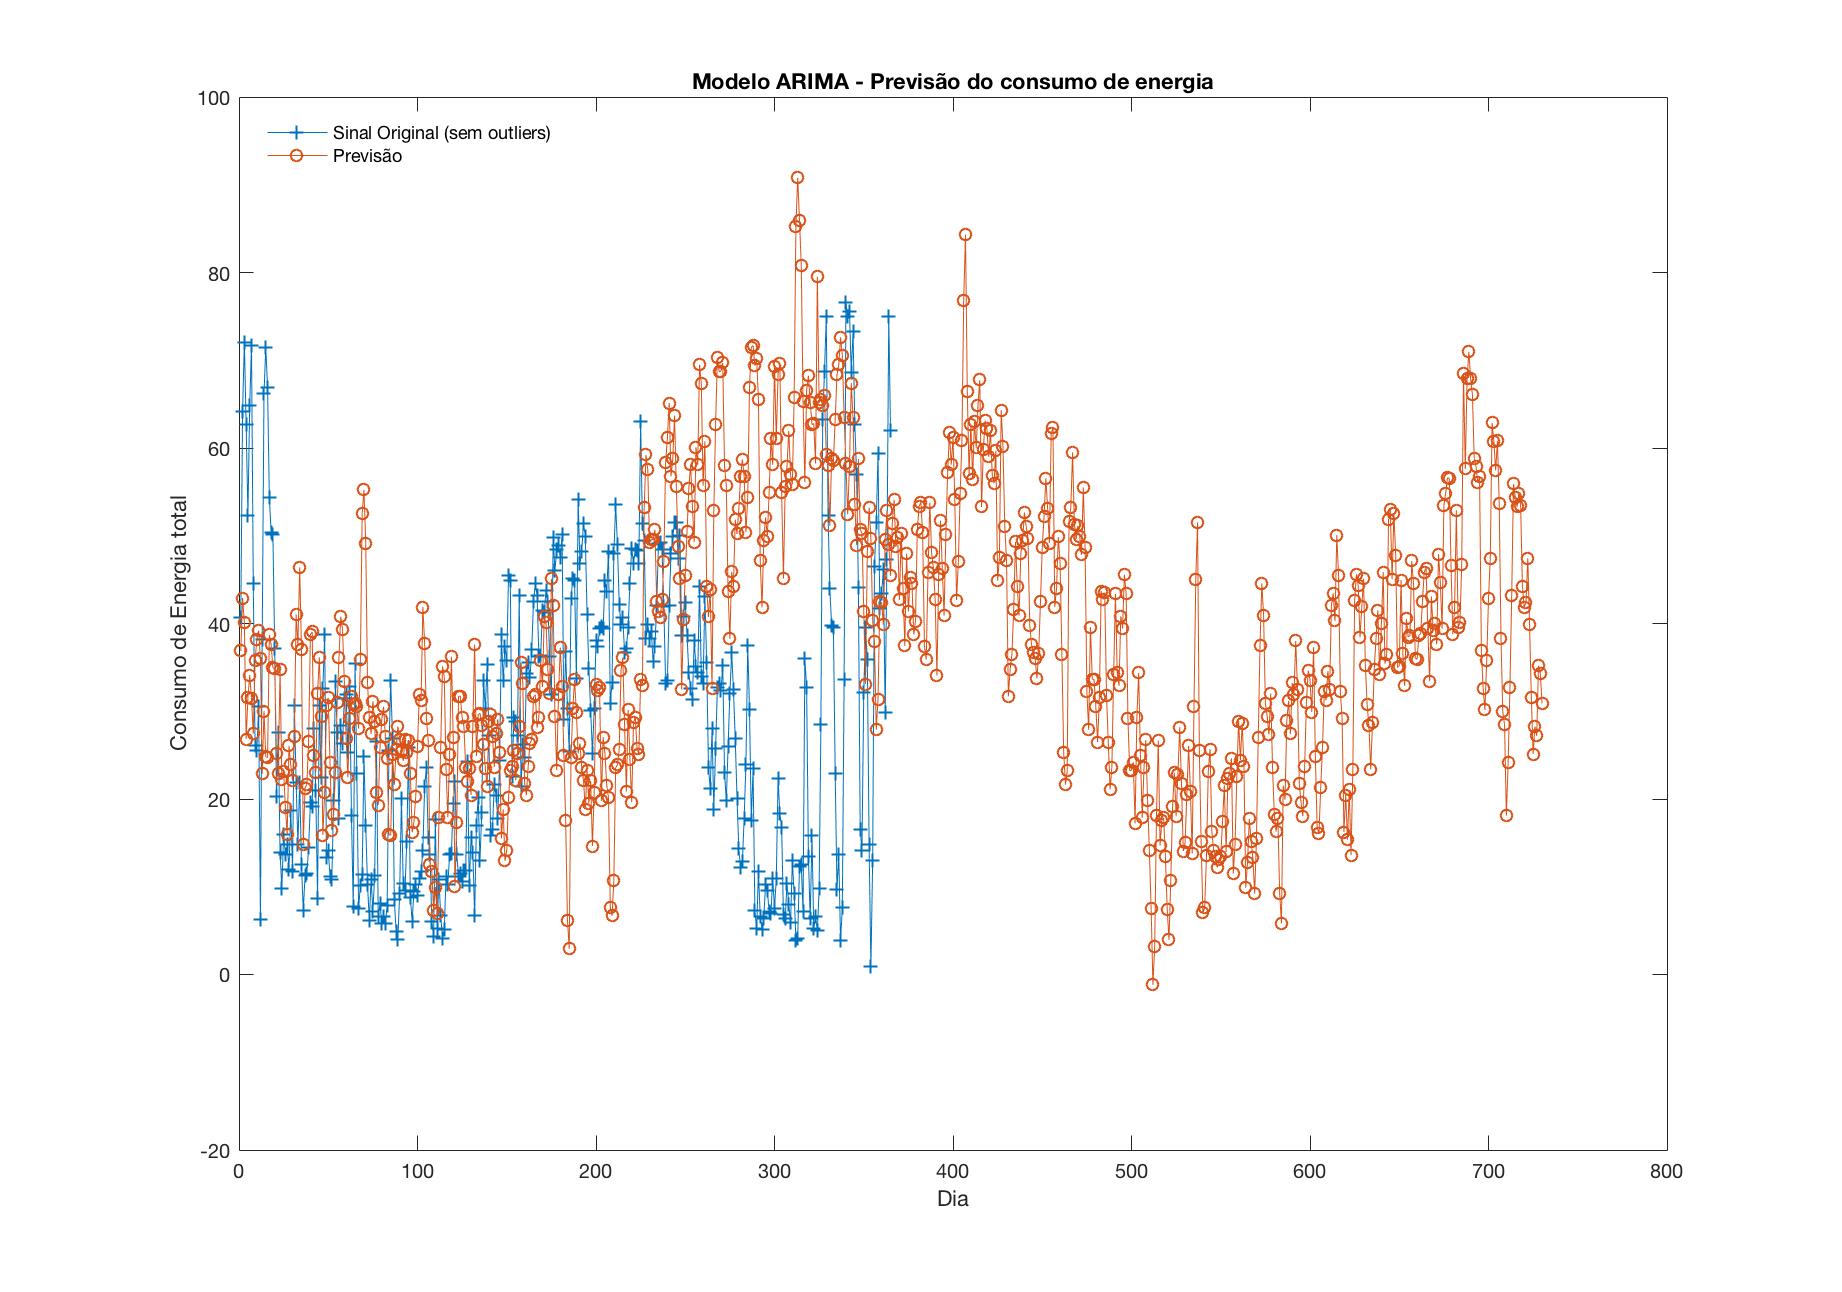 Modelo ARIMA - Previsão do consumo de energia
Sinal Original (sem outliers)
Previsão
Consumo de Energia total
100
80
60
40
20
0
-20
0 100 200 300 400 500 600 700 800
Dia